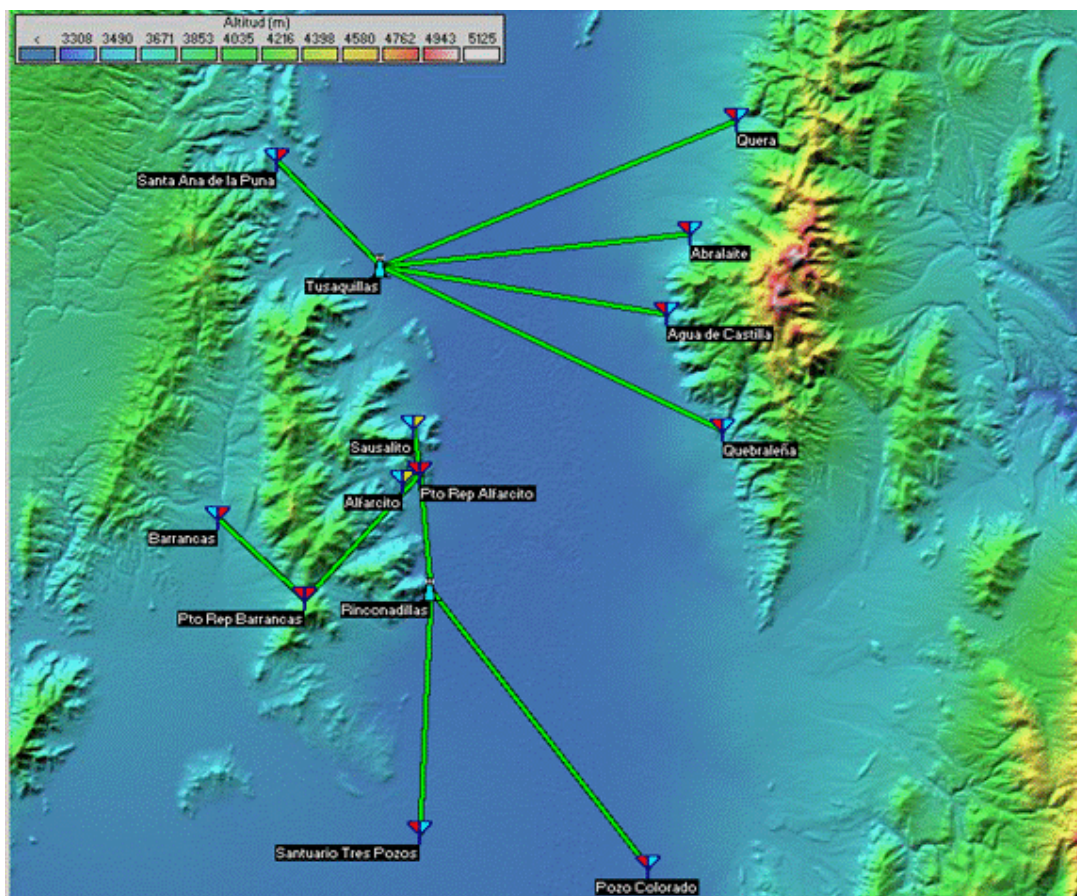 Altitud (m)
< 3308 3490 3671 3853 4035 4216 4398 4580 4762 4943 5125
Quera
Santa Ana de la Puna
Abralaite
Tusaquillas
Agua de Castilla
Quebraleña
Sausalito
Pto Rep Alfarcito
Alfarcito
Barrancas
Rinconadillas
Pto Rep Barrancas
Santuario Tres Pozos
Pozo Colorado